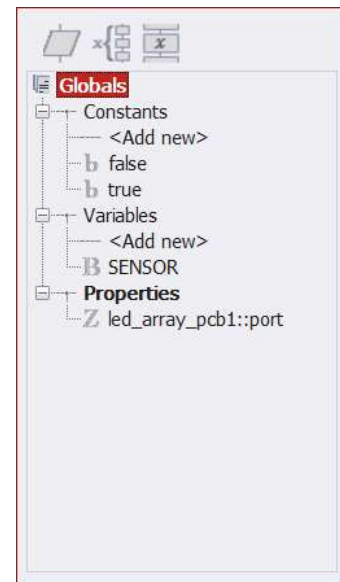 x{
x
Globals
Constants
<Add new>
b false
b true
Variables
<Add new>
B SENSOR
Properties
Z led_array_pcb1::port